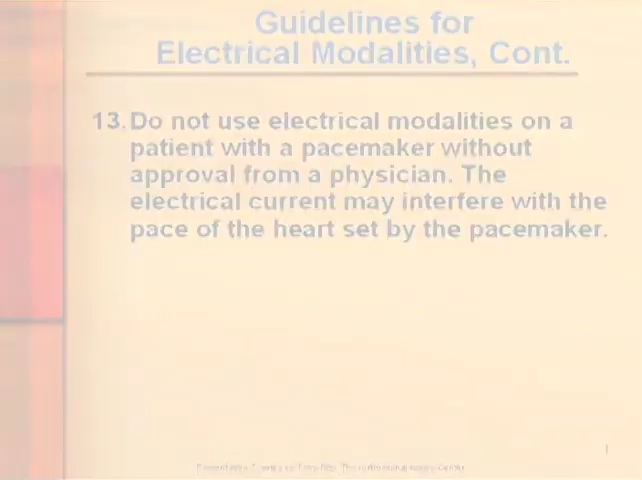 Guidelines for
Electrical Modalities, Cont.
13. Do not use electrical modalities on a
patient with a pacemaker without
approval from a physician. The
electrical current may interfere with the
pace of the heart set by the pacemaker.